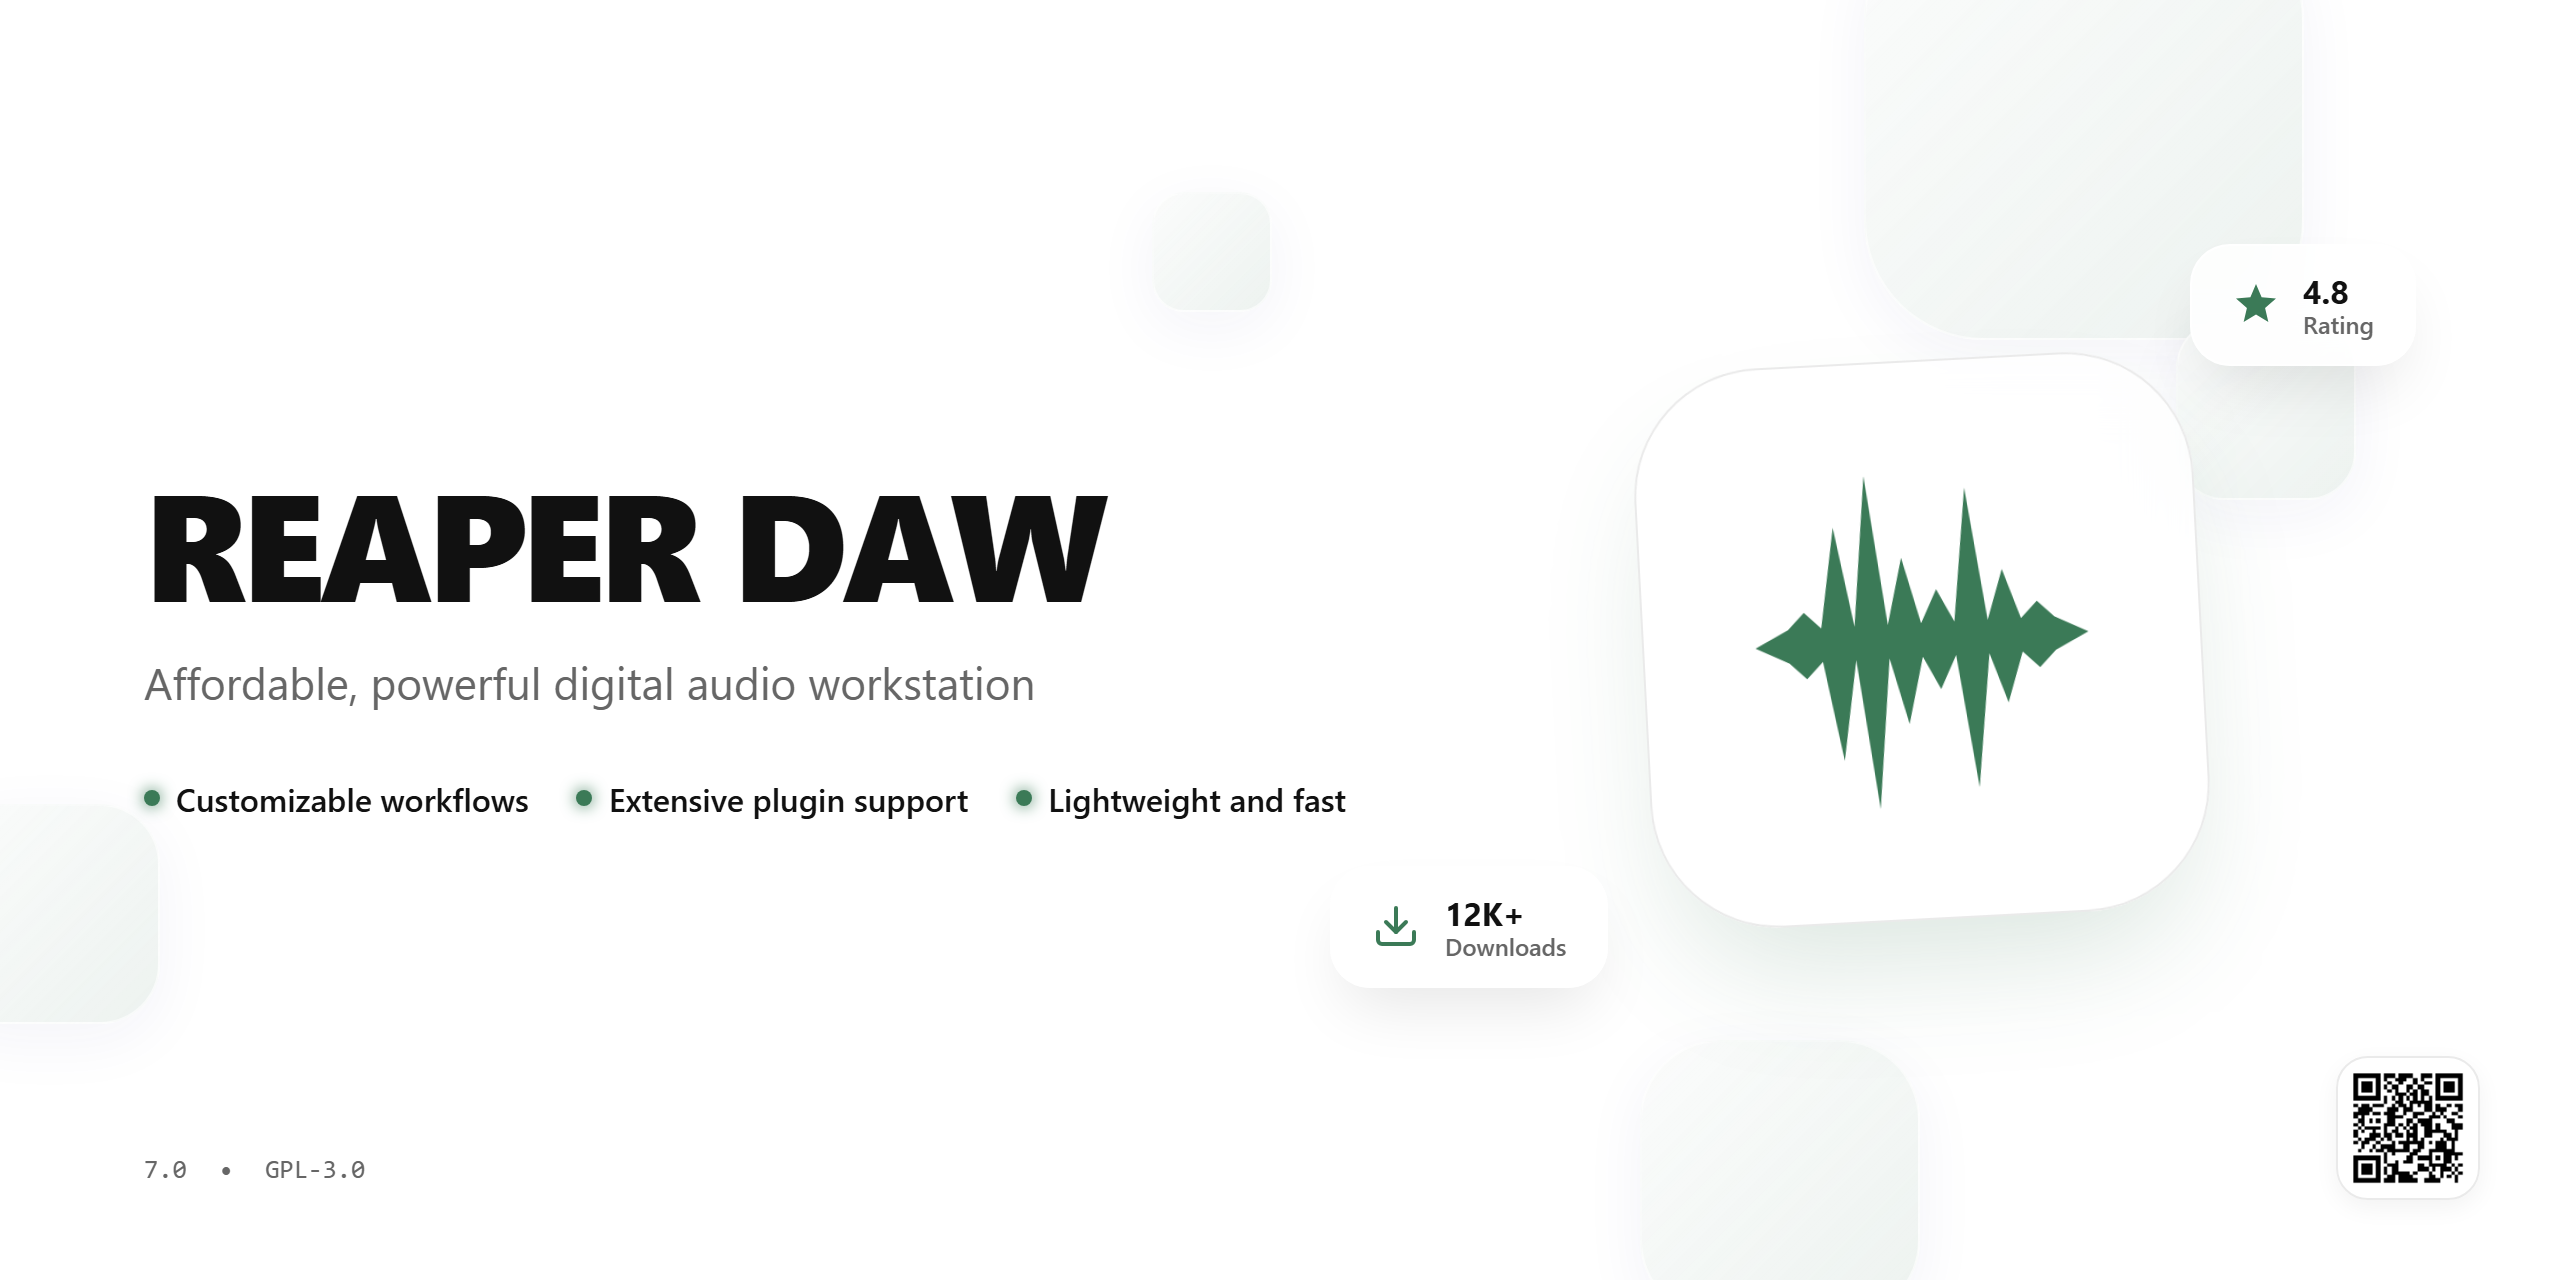 REAPER DAW
Affordable, powerful digital audio workstation
Customizable workflows
Extensive plugin support
Lightweight and fast
4.8
Rating
12K+
Downloads
7.0 • GPL-3.0